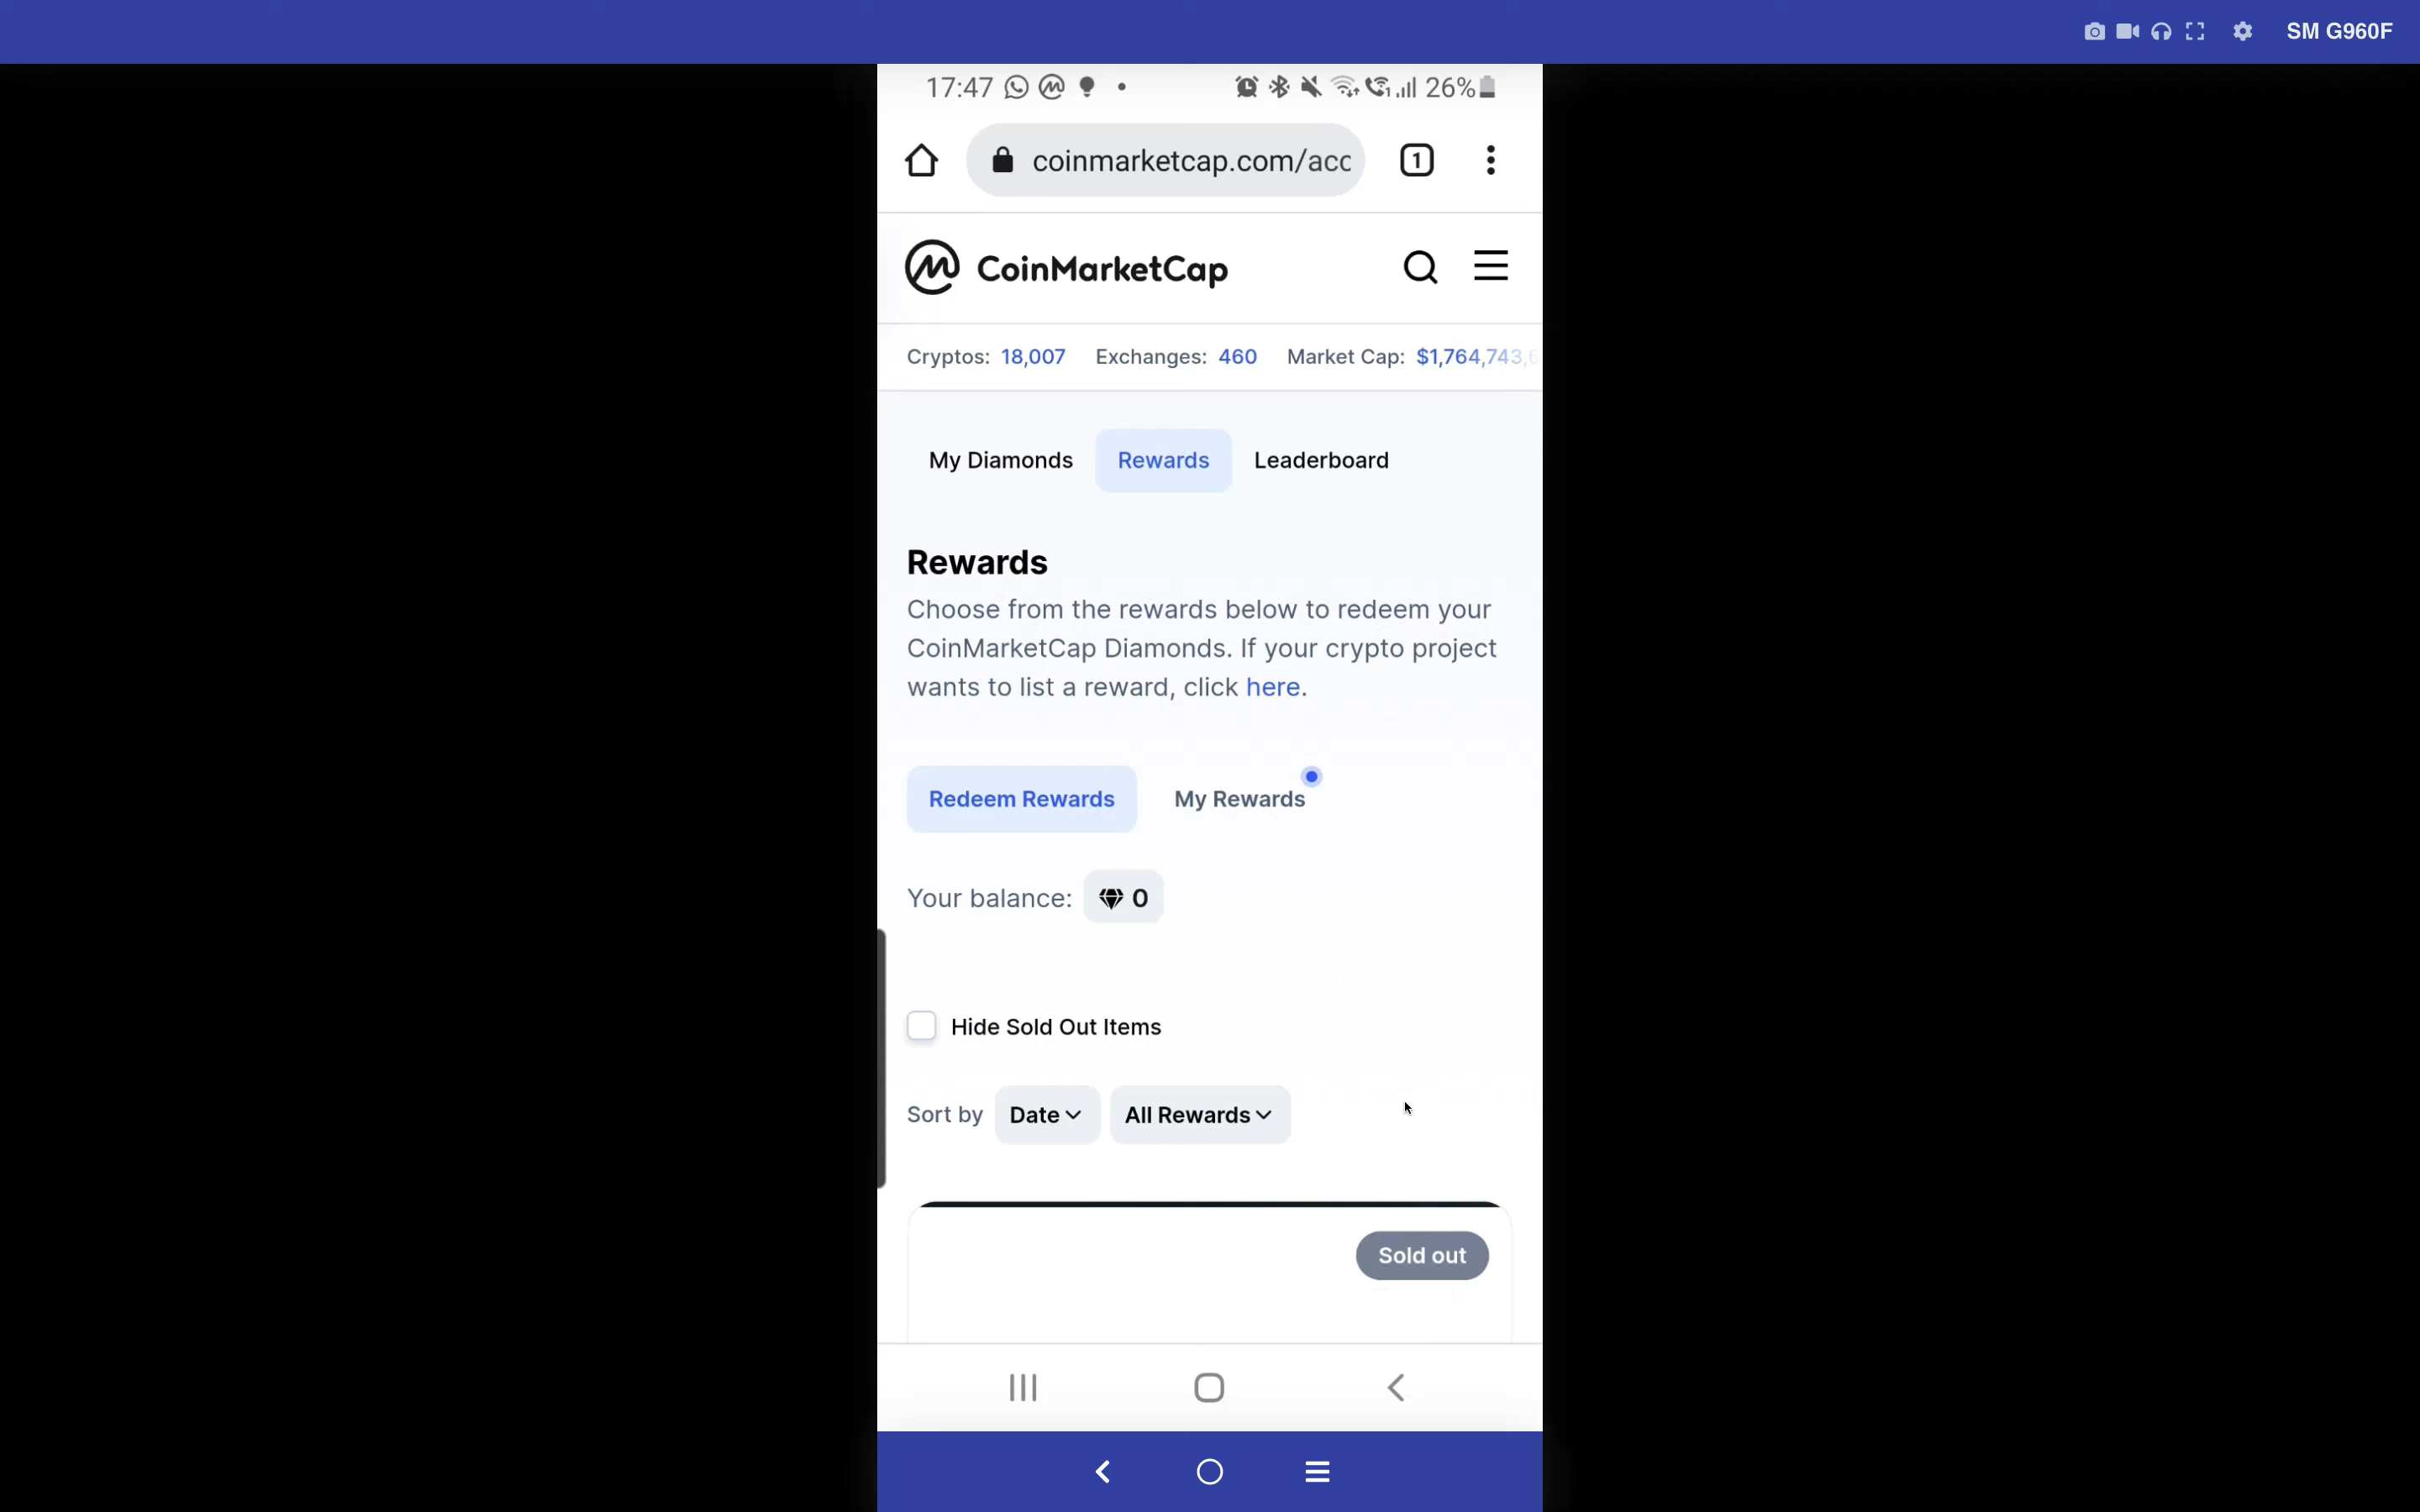 SM G960F
17:47 26%
coinmarketcap.com/acc
1
CoinMarketCap
Cryptos: 18,007 Exchanges: 460 Market Cap: $1,764,743,6
My Diamonds Rewards Leaderboard
Rewards
Choose from the rewards below to redeem your
CoinMarketCap Diamonds. If your crypto project
wants to list a reward, click here.
Redeem Rewards My Rewards
Your balance: 0
Hide Sold Out Items
Sort by Date All Rewards
Sold out